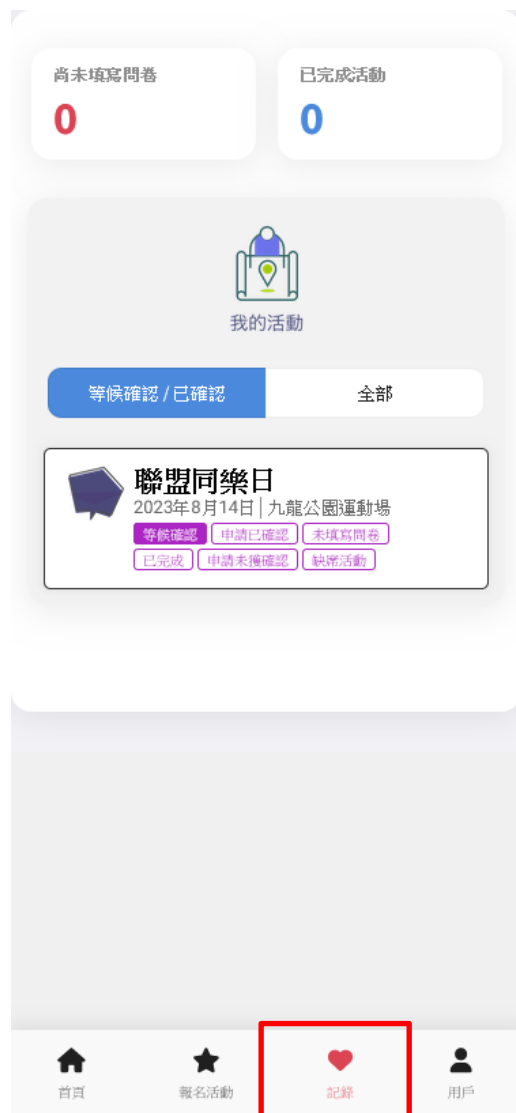 尚未填寫問卷
已完成活動
0
0
我的活動
等候確認 / 已確認
全部
聯盟同樂日
2023年8月14日 | 九龍公園運動場
等候確認 申請已確認 未填寫問卷
已完成 申請未獲確認 缺席活動
首頁
報名活動
記錄
用戶